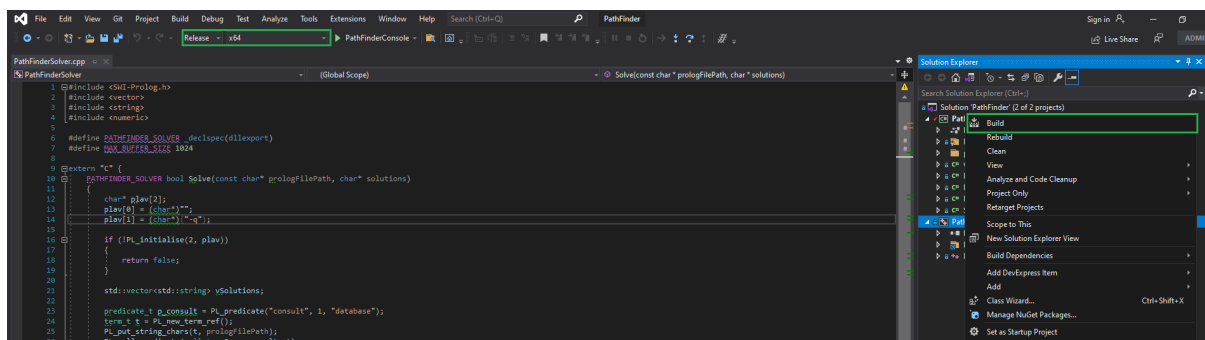 File Edit View Git Project Build Debug Test Analyze Tools Extensions Window Help Search (Ctrl+Q) PathFinder Sign in
Release x64 PathFinderConsole Live Share ADMI
PathFinderSolver.cpp Solution Explorer
PathFinderSolver (Global Scope) Solve(const char * prologFilePath, char * solutions)
Search Solution Explorer (Ctrl+;)
Solution 'PathFinder' (2 of 2 projects)
1 #include <SWI-Prolog.h>
2 #include <vector>
3 #include <string>
4 #include <numeric>
5
6 #define PATHFINDER_SOLVER _declspec(dllexport)
7 #define MAX_BUFFER_SIZE 1024
8
9 extern "C" {
10 PATHFINDER_SOLVER bool Solve(const char* prologFilePath, char* solutions)
11 {
12 char* plav[2];
13 plav[0] = (char*)"";
14 plav[1] = (char*)("-q");
15
16 if (!PL_initialise(2, plav))
17 {
18 return false;
19 }
20
21 std::vector<std::string> vSolutions;
22
23 predicate_t p_consult = PL_predicate("consult", 1, "database");
24 term_t t = PL_new_term_ref();
25 PL_put_string_chars(t, prologFilePath);
Build
Rebuild
Clean
View
Analyze and Code Cleanup
Project Only
Retarget Projects
Scope to This
New Solution Explorer View
Build Dependencies
Add DevExpress Item
Add
Class Wizard... Ctrl+Shift+X
Manage NuGet Packages...
Set as Startup Project